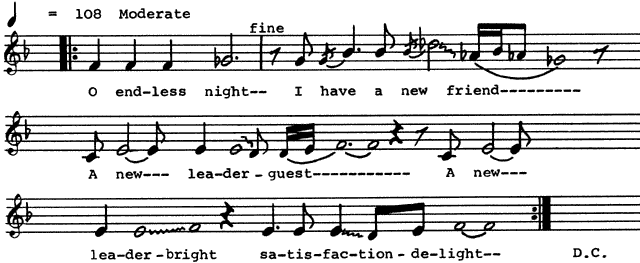 = 108 Moderate
fine
O end-less night-- I have a new friend---------
A new--- lea-der-guest----------- A new---
lea-der-bright sa-tis-fac-tion-de-light-- D.C.